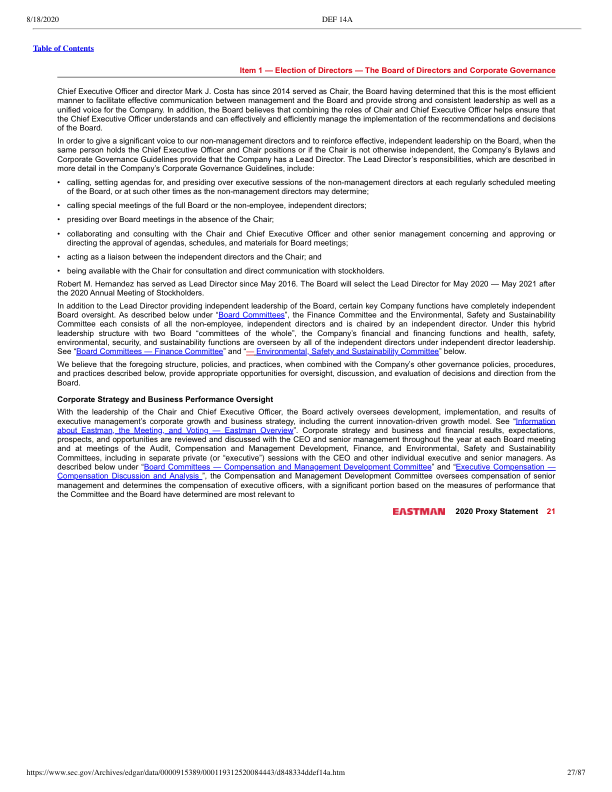 8/18/2020 DEF 14A
Table of Contents
Item 1 — Election of Directors — The Board of Directors and Corporate Governance
Chief Executive Officer and director Mark J. Costa has since 2014 served as Chair, the Board having determined that this is the most efficient
manner to facilitate effective communication between management and the Board and provide strong and consistent leadership as well as a
unified voice for the Company. In addition, the Board believes that combining the roles of Chair and Chief Executive Officer helps ensure that
the Chief Executive Officer understands and can effectively and efficiently manage the implementation of the recommendations and decisions
of the Board.
In order to give a significant voice to our non-management directors and to reinforce effective, independent leadership on the Board, when the
same person holds the Chief Executive Officer and Chair positions or if the Chair is not otherwise independent, the Company's Bylaws and
Corporate Governance Guidelines provide that the Company has a Lead Director. The Lead Director's responsibilities, which are described in
more detail in the Company's Corporate Governance Guidelines, include:
• calling, setting agendas for, and presiding over executive sessions of the non-management directors at each regularly scheduled meeting
of the Board, or at such other times as the non-management directors may determine;
• calling special meetings of the full Board or the non-employee, independent directors;
• presiding over Board meetings in the absence of the Chair;
• collaborating and consulting with the Chair and Chief Executive Officer and other senior management concerning and approving or
directing the approval of agendas, schedules, and materials for Board meetings;
• acting as a liaison between the independent directors and the Chair; and
• being available with the Chair for consultation and direct communication with stockholders.
Robert M. Hernandez has served as Lead Director since May 2016. The Board will select the Lead Director for May 2020 — May 2021 after
the 2020 Annual Meeting of Stockholders.
In addition to the Lead Director providing independent leadership of the Board, certain key Company functions have completely independent
Board oversight. As described below under "Board Committees", the Finance Committee and the Environmental, Safety and Sustainability
Committee each consists of all the non-employee, independent directors and is chaired by an independent director. Under this hybrid
leadership structure with two Board "committees of the whole", the Company's financial and financing functions and health, safety,
environmental, security, and sustainability functions are overseen by all of the independent directors under independent director leadership.
See "Board Committees — Finance Committee" and "— Environmental, Safety and Sustainability Committee" below.
We believe that the foregoing structure, policies, and practices, when combined with the Company's other governance policies, procedures,
and practices described below, provide appropriate opportunities for oversight, discussion, and evaluation of decisions and direction from the
Board.
Corporate Strategy and Business Performance Oversight
With the leadership of the Chair and Chief Executive Officer, the Board actively oversees development, implementation, and results of
executive management's corporate growth and business strategy, including the current innovation-driven growth model. See "Information
about Eastman, the Meeting, and Voting — Eastman Overview". Corporate strategy and business and financial results, expectations,
prospects, and opportunities are reviewed and discussed with the CEO and senior management throughout the year at each Board meeting
and at meetings of the Audit, Compensation and Management Development, Finance, and Environmental, Safety and Sustainability
Committees, including in separate private (or "executive") sessions with the CEO and other individual executive and senior managers. As
described below under "Board Committees — Compensation and Management Development Committee" and "Executive Compensation —
Compensation Discussion and Analysis ", the Compensation and Management Development Committee oversees compensation of senior
management and determines the compensation of executive officers, with a significant portion based on the measures of performance that
the Committee and the Board have determined are most relevant to
EASTMAN 2020 Proxy Statement 21
https://www.sec.gov/Archives/edgar/data/0000915389/000119312520084443/d848334ddef14a.htm 27/87